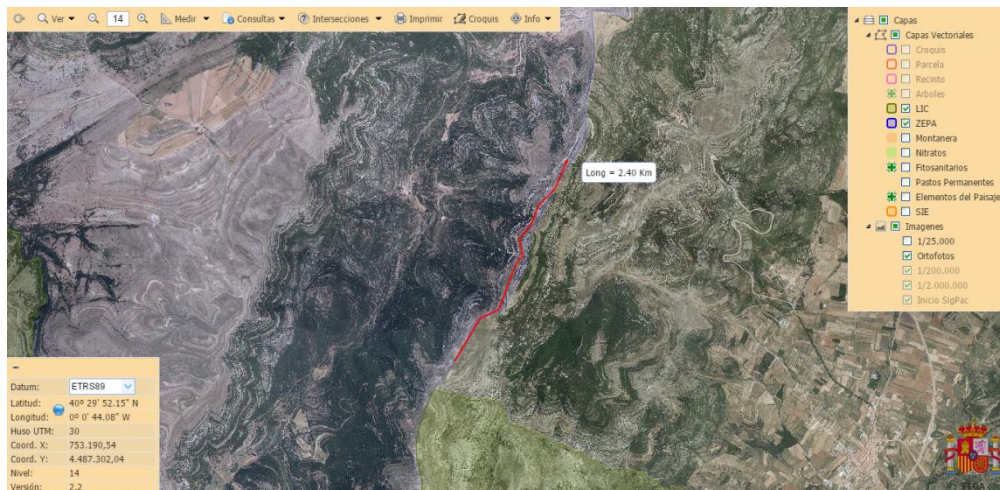 Ver 14 Medir Consultas Intersecciones Imprimir Croquis Info
Long = 2.40 Km
Capas
Capas Vectoriales
Croquis
Parcela
Recinto
Arboles
LIC
ZEPA
Montanera
Nitratos
Fitosanitarios
Pastos Permanentes
Elementos del Paisaje
SIE
Imagenes
1/25.000
Ortofotos
1/200.000
1/2.000.000
Inicio SigPac
Datum: ETRS89
Latitud: 40º 29' 52.15" N
Longitud: 0º 0' 44.08" W
Huso UTM: 30
Coord. X: 753.190,54
Coord. Y: 4.487.302,04
Nivel: 14
Versión: 2.2
FEGA